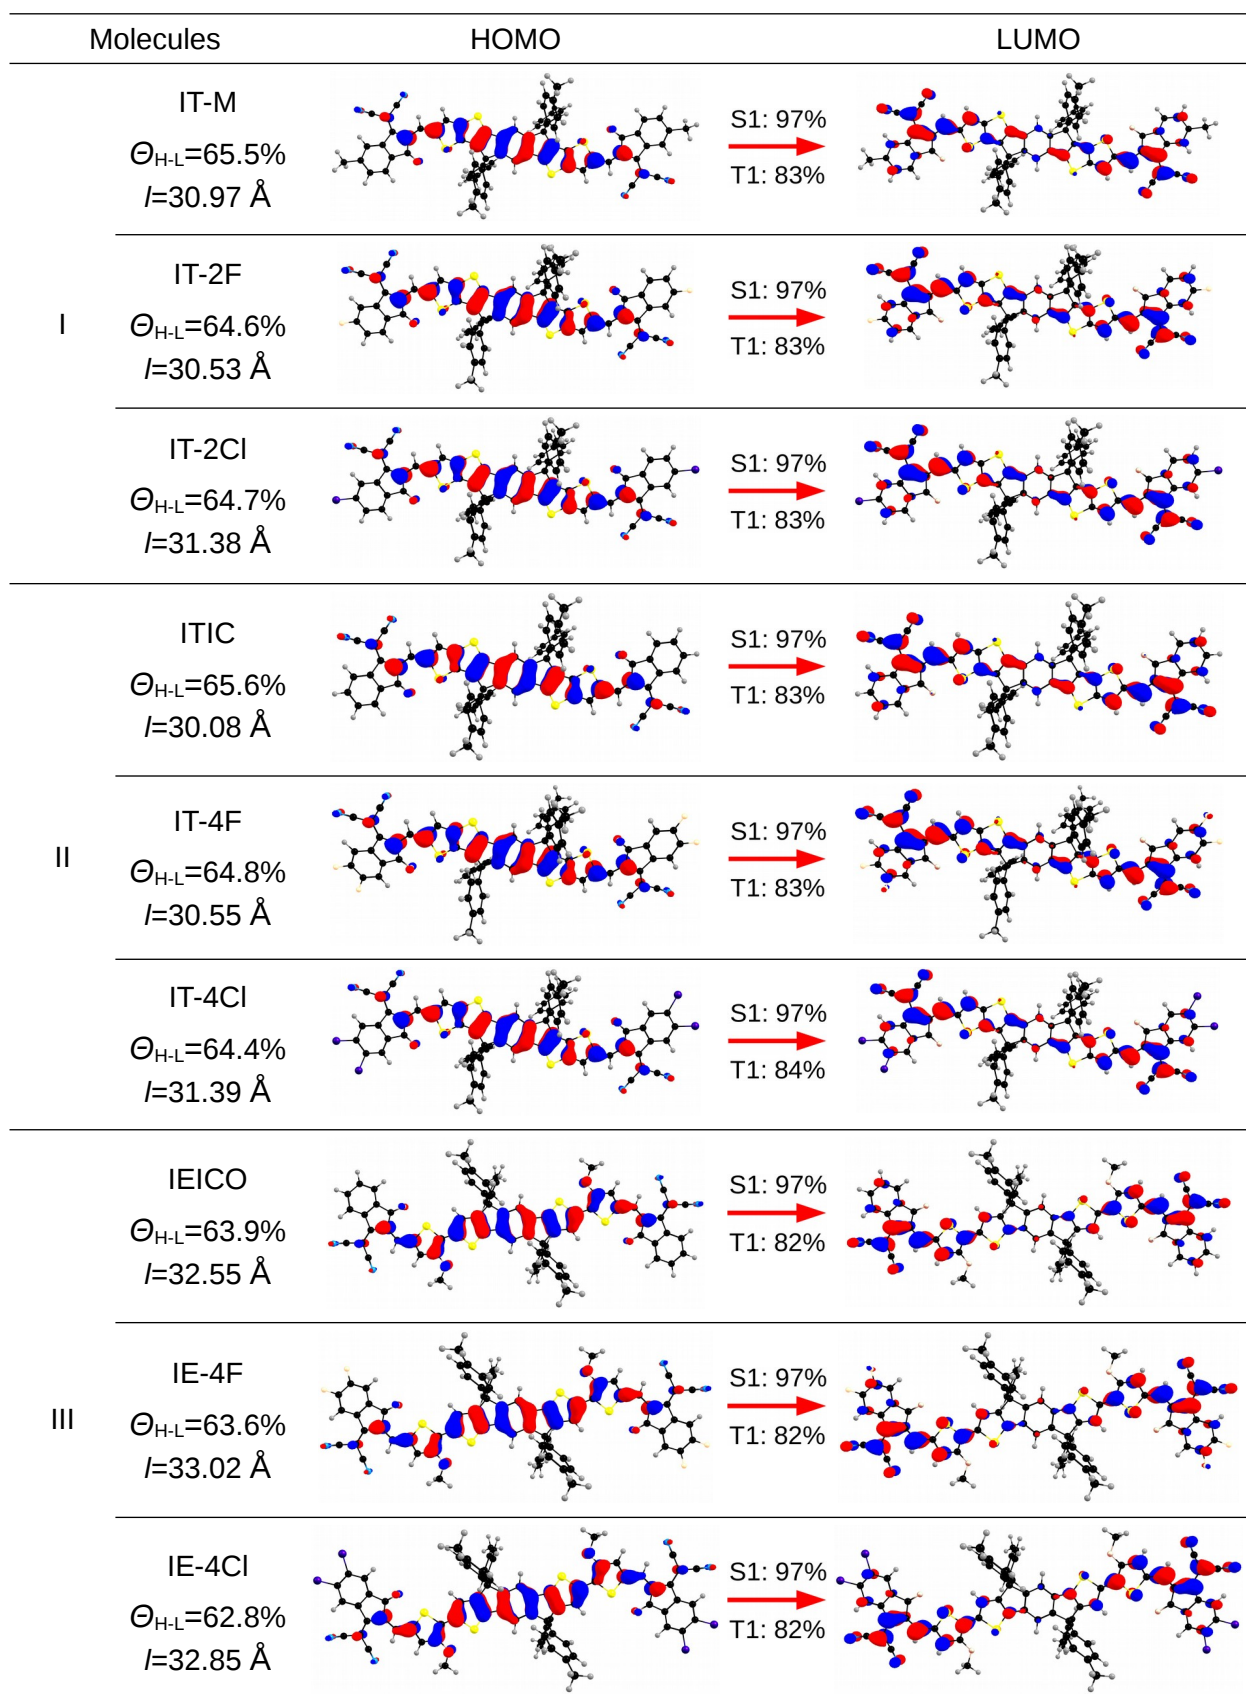 Molecules HOMO LUMO
I
IT-M
ΘH-L=65.5%
l=30.97 Å
S1: 97%
T1: 83%
IT-2F
ΘH-L=64.6%
l=30.53 Å
S1: 97%
T1: 83%
IT-2Cl
ΘH-L=64.7%
l=31.38 Å
S1: 97%
T1: 83%
II
ITIC
ΘH-L=65.6%
l=30.08 Å
S1: 97%
T1: 83%
IT-4F
ΘH-L=64.8%
l=30.55 Å
S1: 97%
T1: 83%
IT-4Cl
ΘH-L=64.4%
l=31.39 Å
S1: 97%
T1: 84%
III
IEICO
ΘH-L=63.9%
l=32.55 Å
S1: 97%
T1: 82%
IE-4F
ΘH-L=63.6%
l=33.02 Å
S1: 97%
T1: 82%
IE-4Cl
ΘH-L=62.8%
l=32.85 Å
S1: 97%
T1: 82%